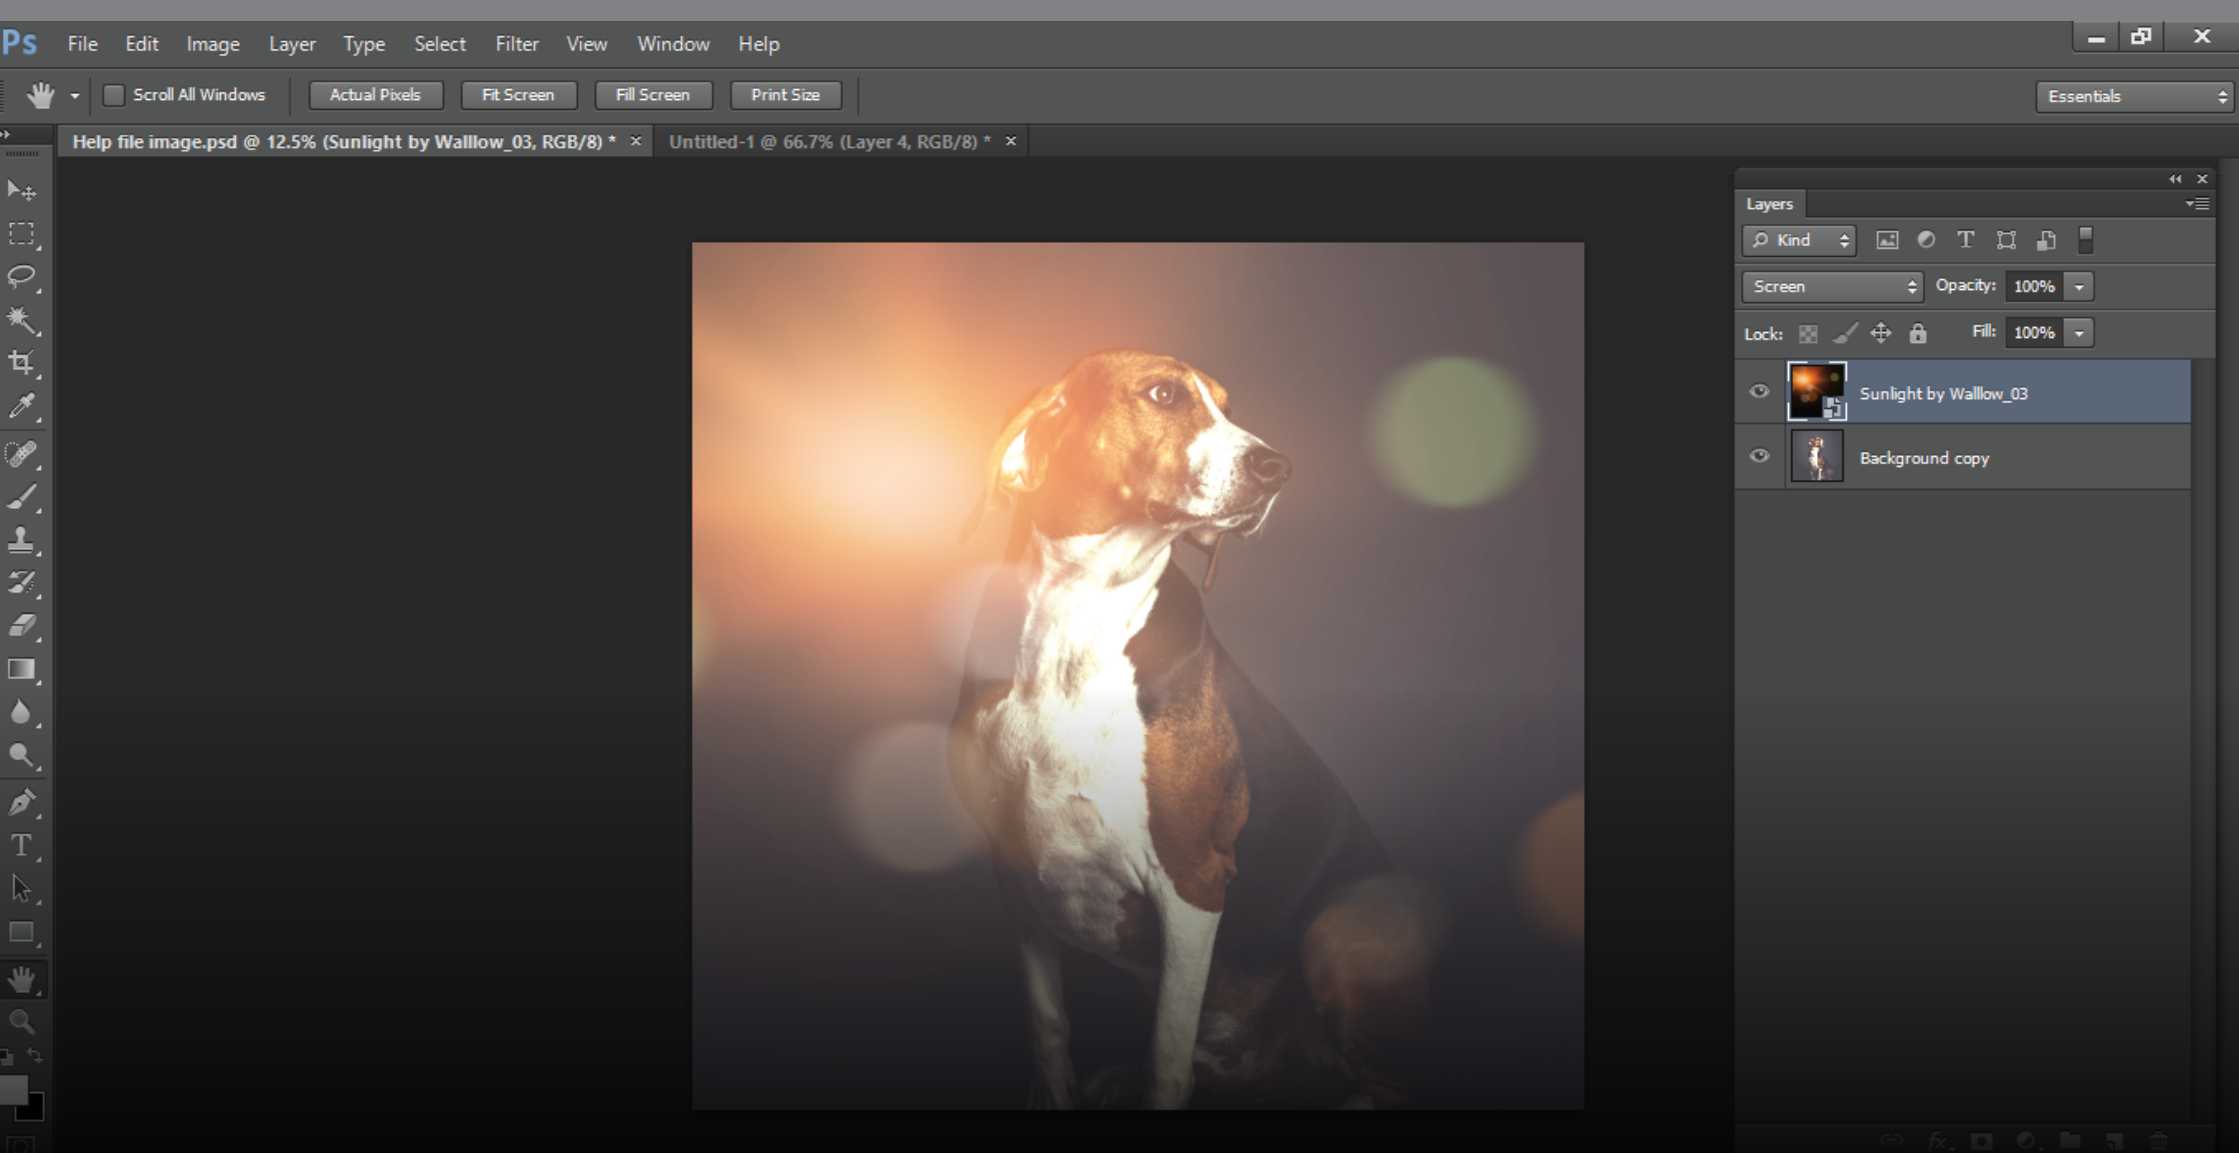 Ps File Edit Image Layer Type Select Filter View Window Help
Scroll All Windows Actual Pixels Fit Screen Fill Screen Print Size Essentials
Help file image.psd @ 12.5% (Sunlight by Walllow_03, RGB/8) * × Untitled-1 @ 66.7% (Layer 4, RGB/8) * ×
Layers
Kind T
Screen Opacity: 100%
Lock: Fill: 100%
Sunlight by Walllow_03
Background copy
T
fx